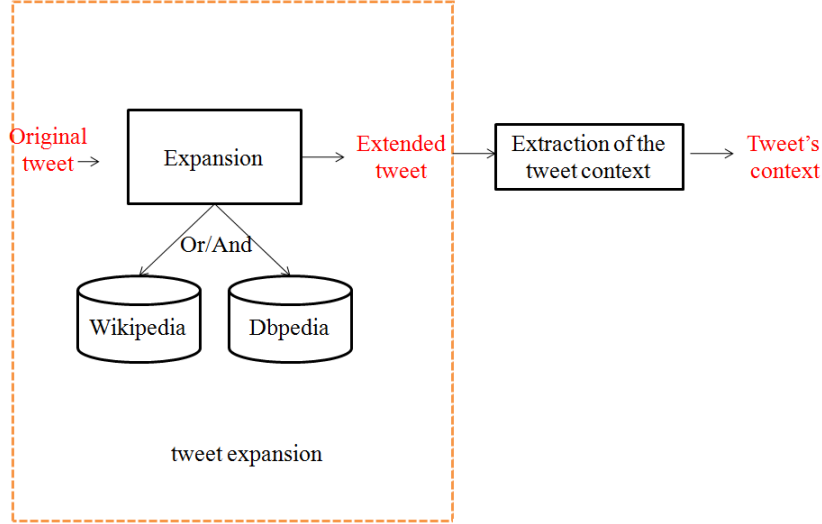 Original
tweet
Expansion
Extended
tweet
Extraction of the
tweet context
Tweet's
context
Or/And
Wikipedia
Dbpedia
tweet expansion